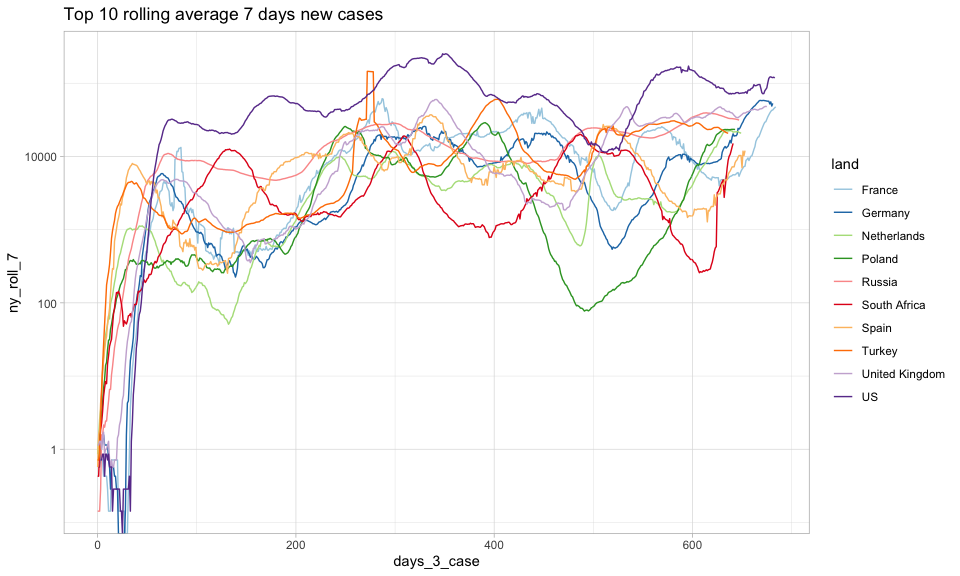 Top 10 rolling average 7 days new cases
ny_roll_7
10000
100
1
0
200
400
600
days_3_case
land
France
Germany
Netherlands
Poland
Russia
South Africa
Spain
Turkey
United Kingdom
US